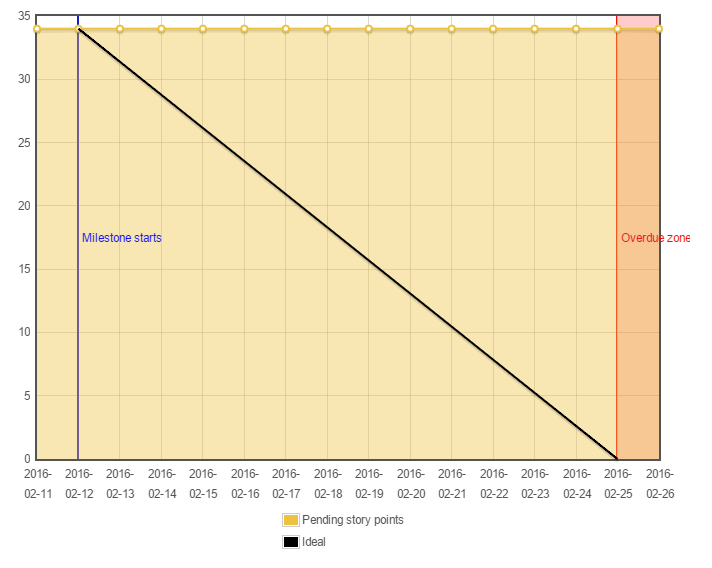 35
30
25
20
15
10
5
0
Milestone starts
Overdue zone
2016- 2016- 2016- 2016- 2016- 2016- 2016- 2016- 2016- 2016- 2016- 2016- 2016- 2016- 2016- 2016-
02-11 02-12 02-13 02-14 02-15 02-16 02-17 02-18 02-19 02-20 02-21 02-22 02-23 02-24 02-25 02-26
Pending story points
Ideal